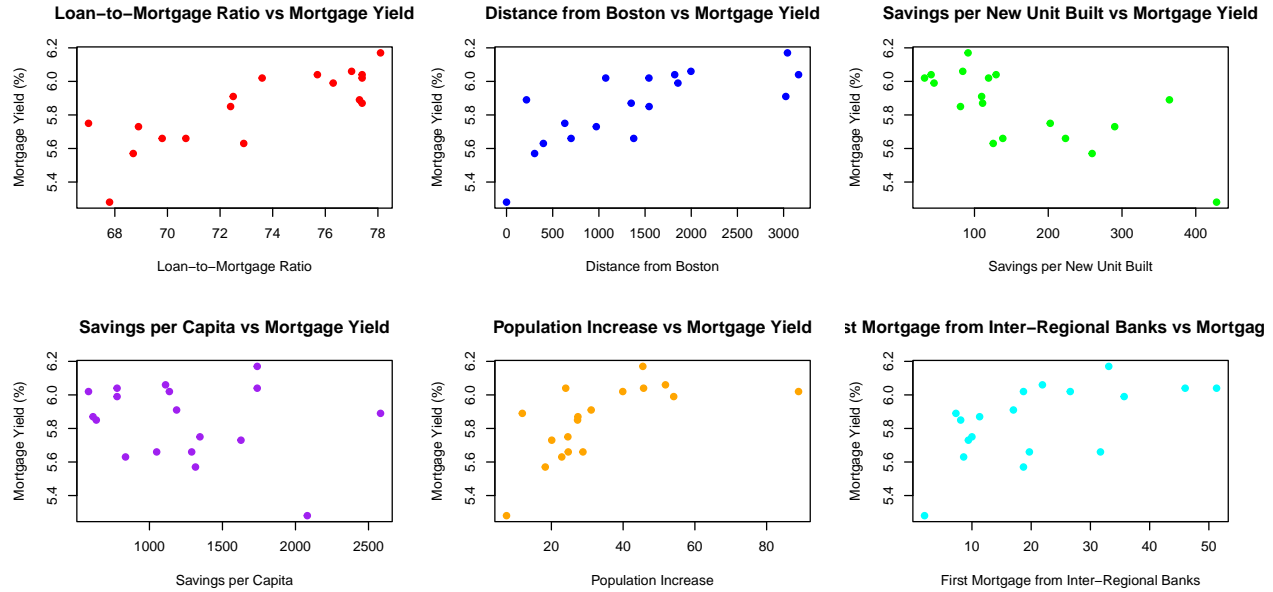 Loan−to−Mortgage Ratio vs Mortgage Yield
Mortgage Yield (%)
5.4 5.6 5.8 6.0 6.2
68 70 72 74 76 78
Loan−to−Mortgage Ratio
Distance from Boston vs Mortgage Yield
Mortgage Yield (%)
5.4 5.6 5.8 6.0 6.2
0 500 1000 1500 2000 2500 3000
Distance from Boston
Savings per New Unit Built vs Mortgage Yield
Mortgage Yield (%)
5.4 5.6 5.8 6.0 6.2
100 200 300 400
Savings per New Unit Built
Savings per Capita vs Mortgage Yield
Mortgage Yield (%)
5.4 5.6 5.8 6.0 6.2
1000 1500 2000 2500
Savings per Capita
Population Increase vs Mortgage Yield
Mortgage Yield (%)
5.4 5.6 5.8 6.0 6.2
20 40 60 80
Population Increase
st Mortgage from Inter−Regional Banks vs Mortgag
Mortgage Yield (%)
5.4 5.6 5.8 6.0 6.2
10 20 30 40 50
First Mortgage from Inter−Regional Banks